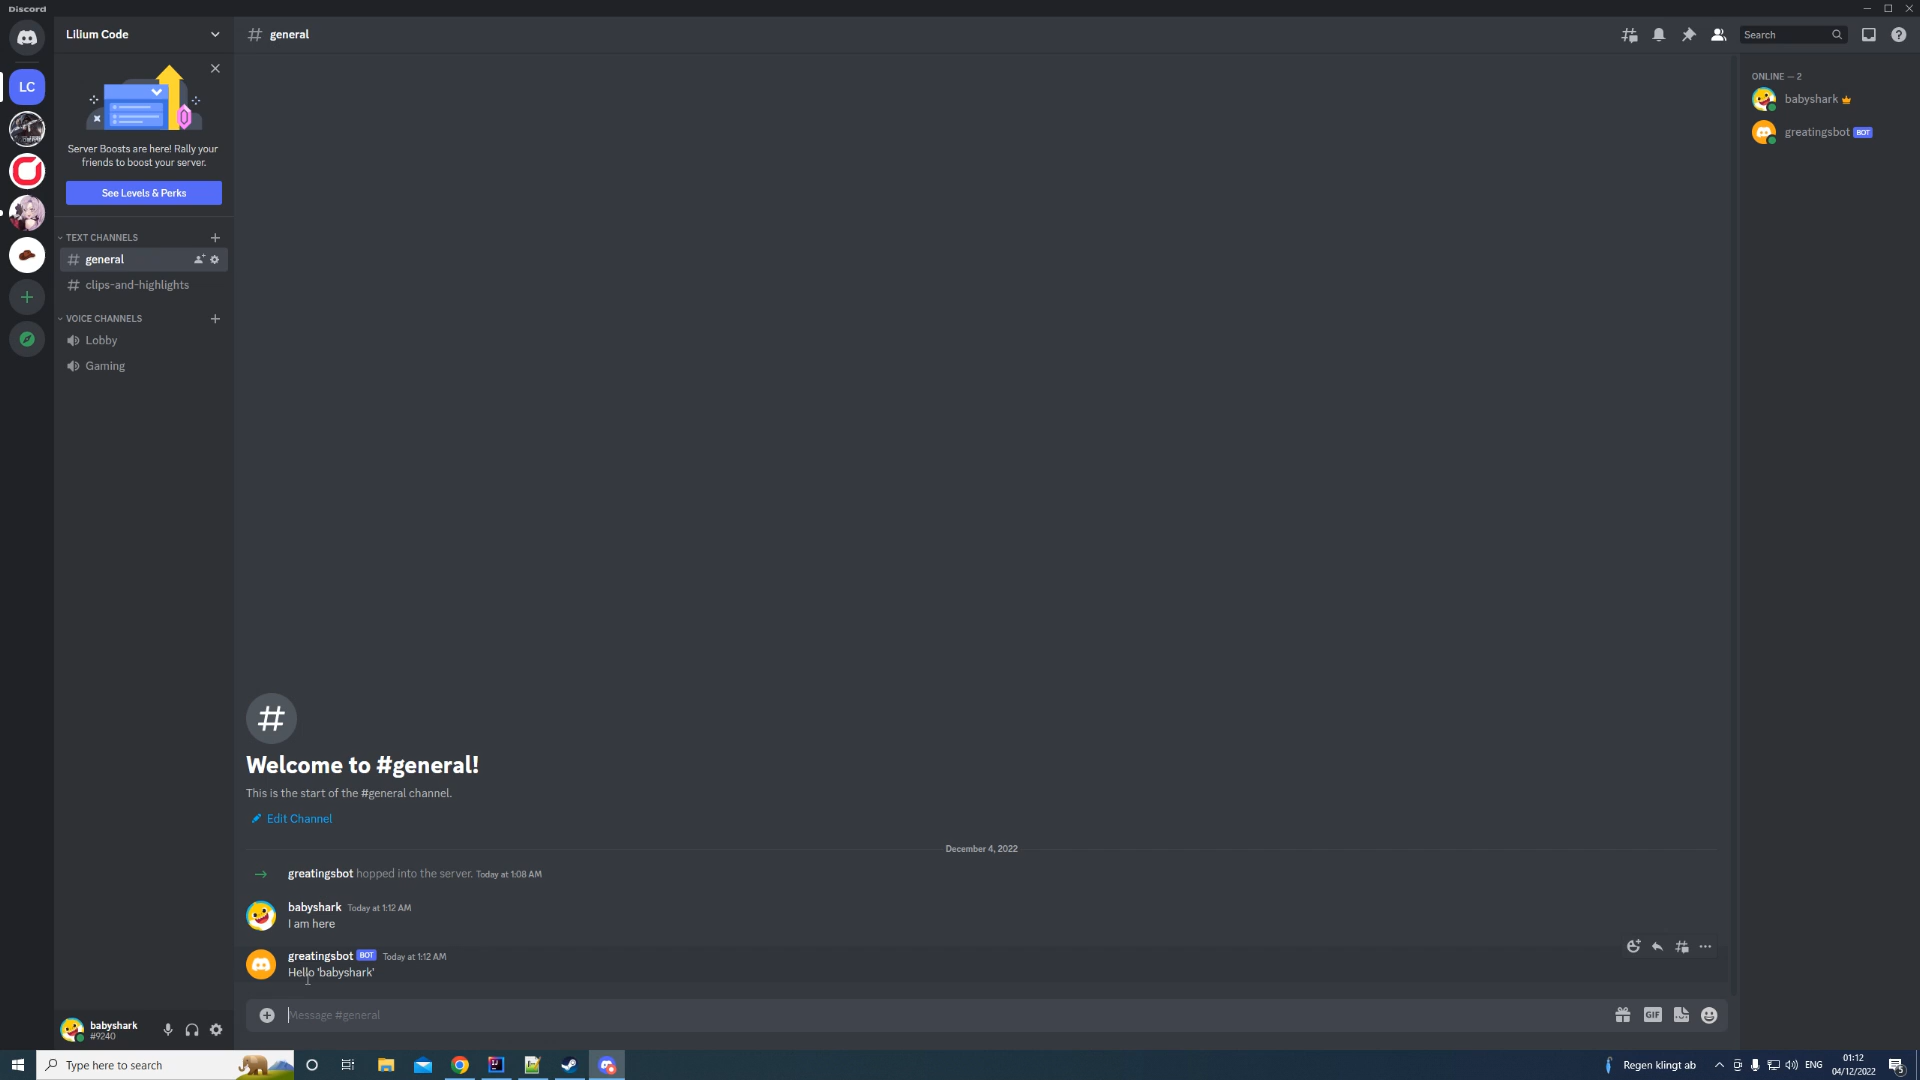 Discord
Lilium Code
# general
Search
LC
Server Boosts are here! Rally your
friends to boost your server.
See Levels & Perks
TEXT CHANNELS
# general
# clips-and-highlights
VOICE CHANNELS
Lobby
Gaming
ONLINE — 2
babyshark
greatingsbot BOT
#
Welcome to #general!
This is the start of the #general channel.
Edit Channel
December 4, 2022
greatingsbot hopped into the server. Today at 1:08 AM
babyshark Today at 1:12 AM
I am here
greatingsbot BOT Today at 1:12 AM
Hello 'babyshark'
Message #general
GIF
babyshark
#9240
Type here to search
Regen klingt ab
ENG
01:12
04/12/2022
5